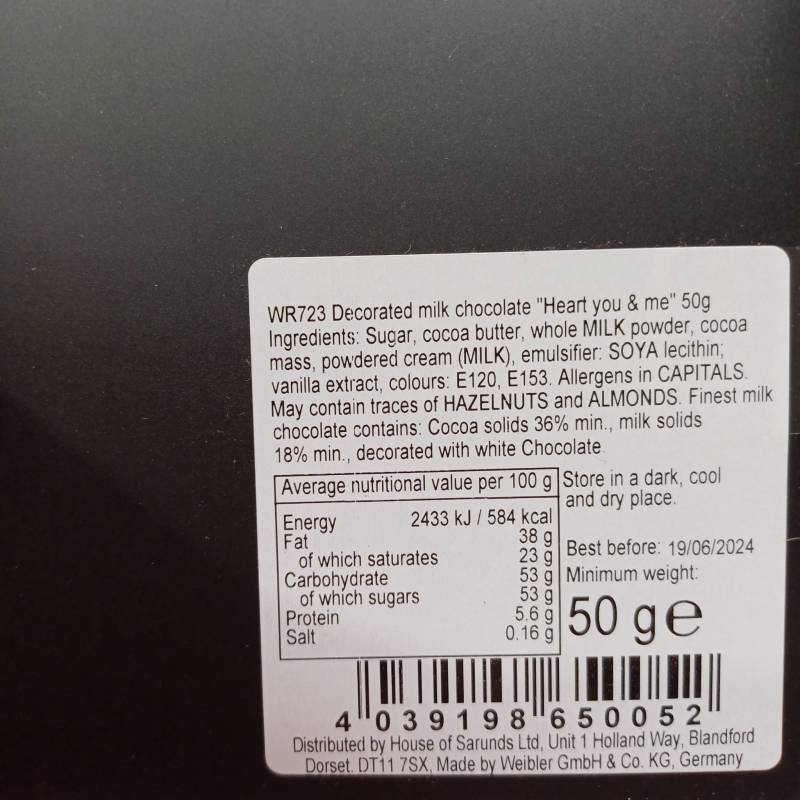 WR723 Decorated milk chocolate "Heart you & me" 50g
Ingredients: Sugar, cocoa butter, whole MILK powder, cocoa
mass, powdered cream (MILK), emulsifier: SOYA lecithin;
vanilla extract, colours: E120, E153. Allergens in CAPITALS.
May contain traces of HAZELNUTS and ALMONDS. Finest milk
chocolate contains: Cocoa solids 36% min., milk solids
18% min., decorated with white Chocolate.
Average nutritional value per 100 g
Energy 2433 kJ / 584 kcal
Fat 38 g
of which saturates 23 g
Carbohydrate 53 g
of which sugars 53 g
Protein 5.6 g
Salt 0.16 g
Store in a dark, cool
and dry place.
Best before: 19/06/2024
Minimum weight:
50 g e
4 039198 650052
Distributed by House of Sarunds Ltd, Unit 1 Holland Way, Blandford
Dorset. DT11 7SX, Made by Weibler GmbH & Co. KG, Germany